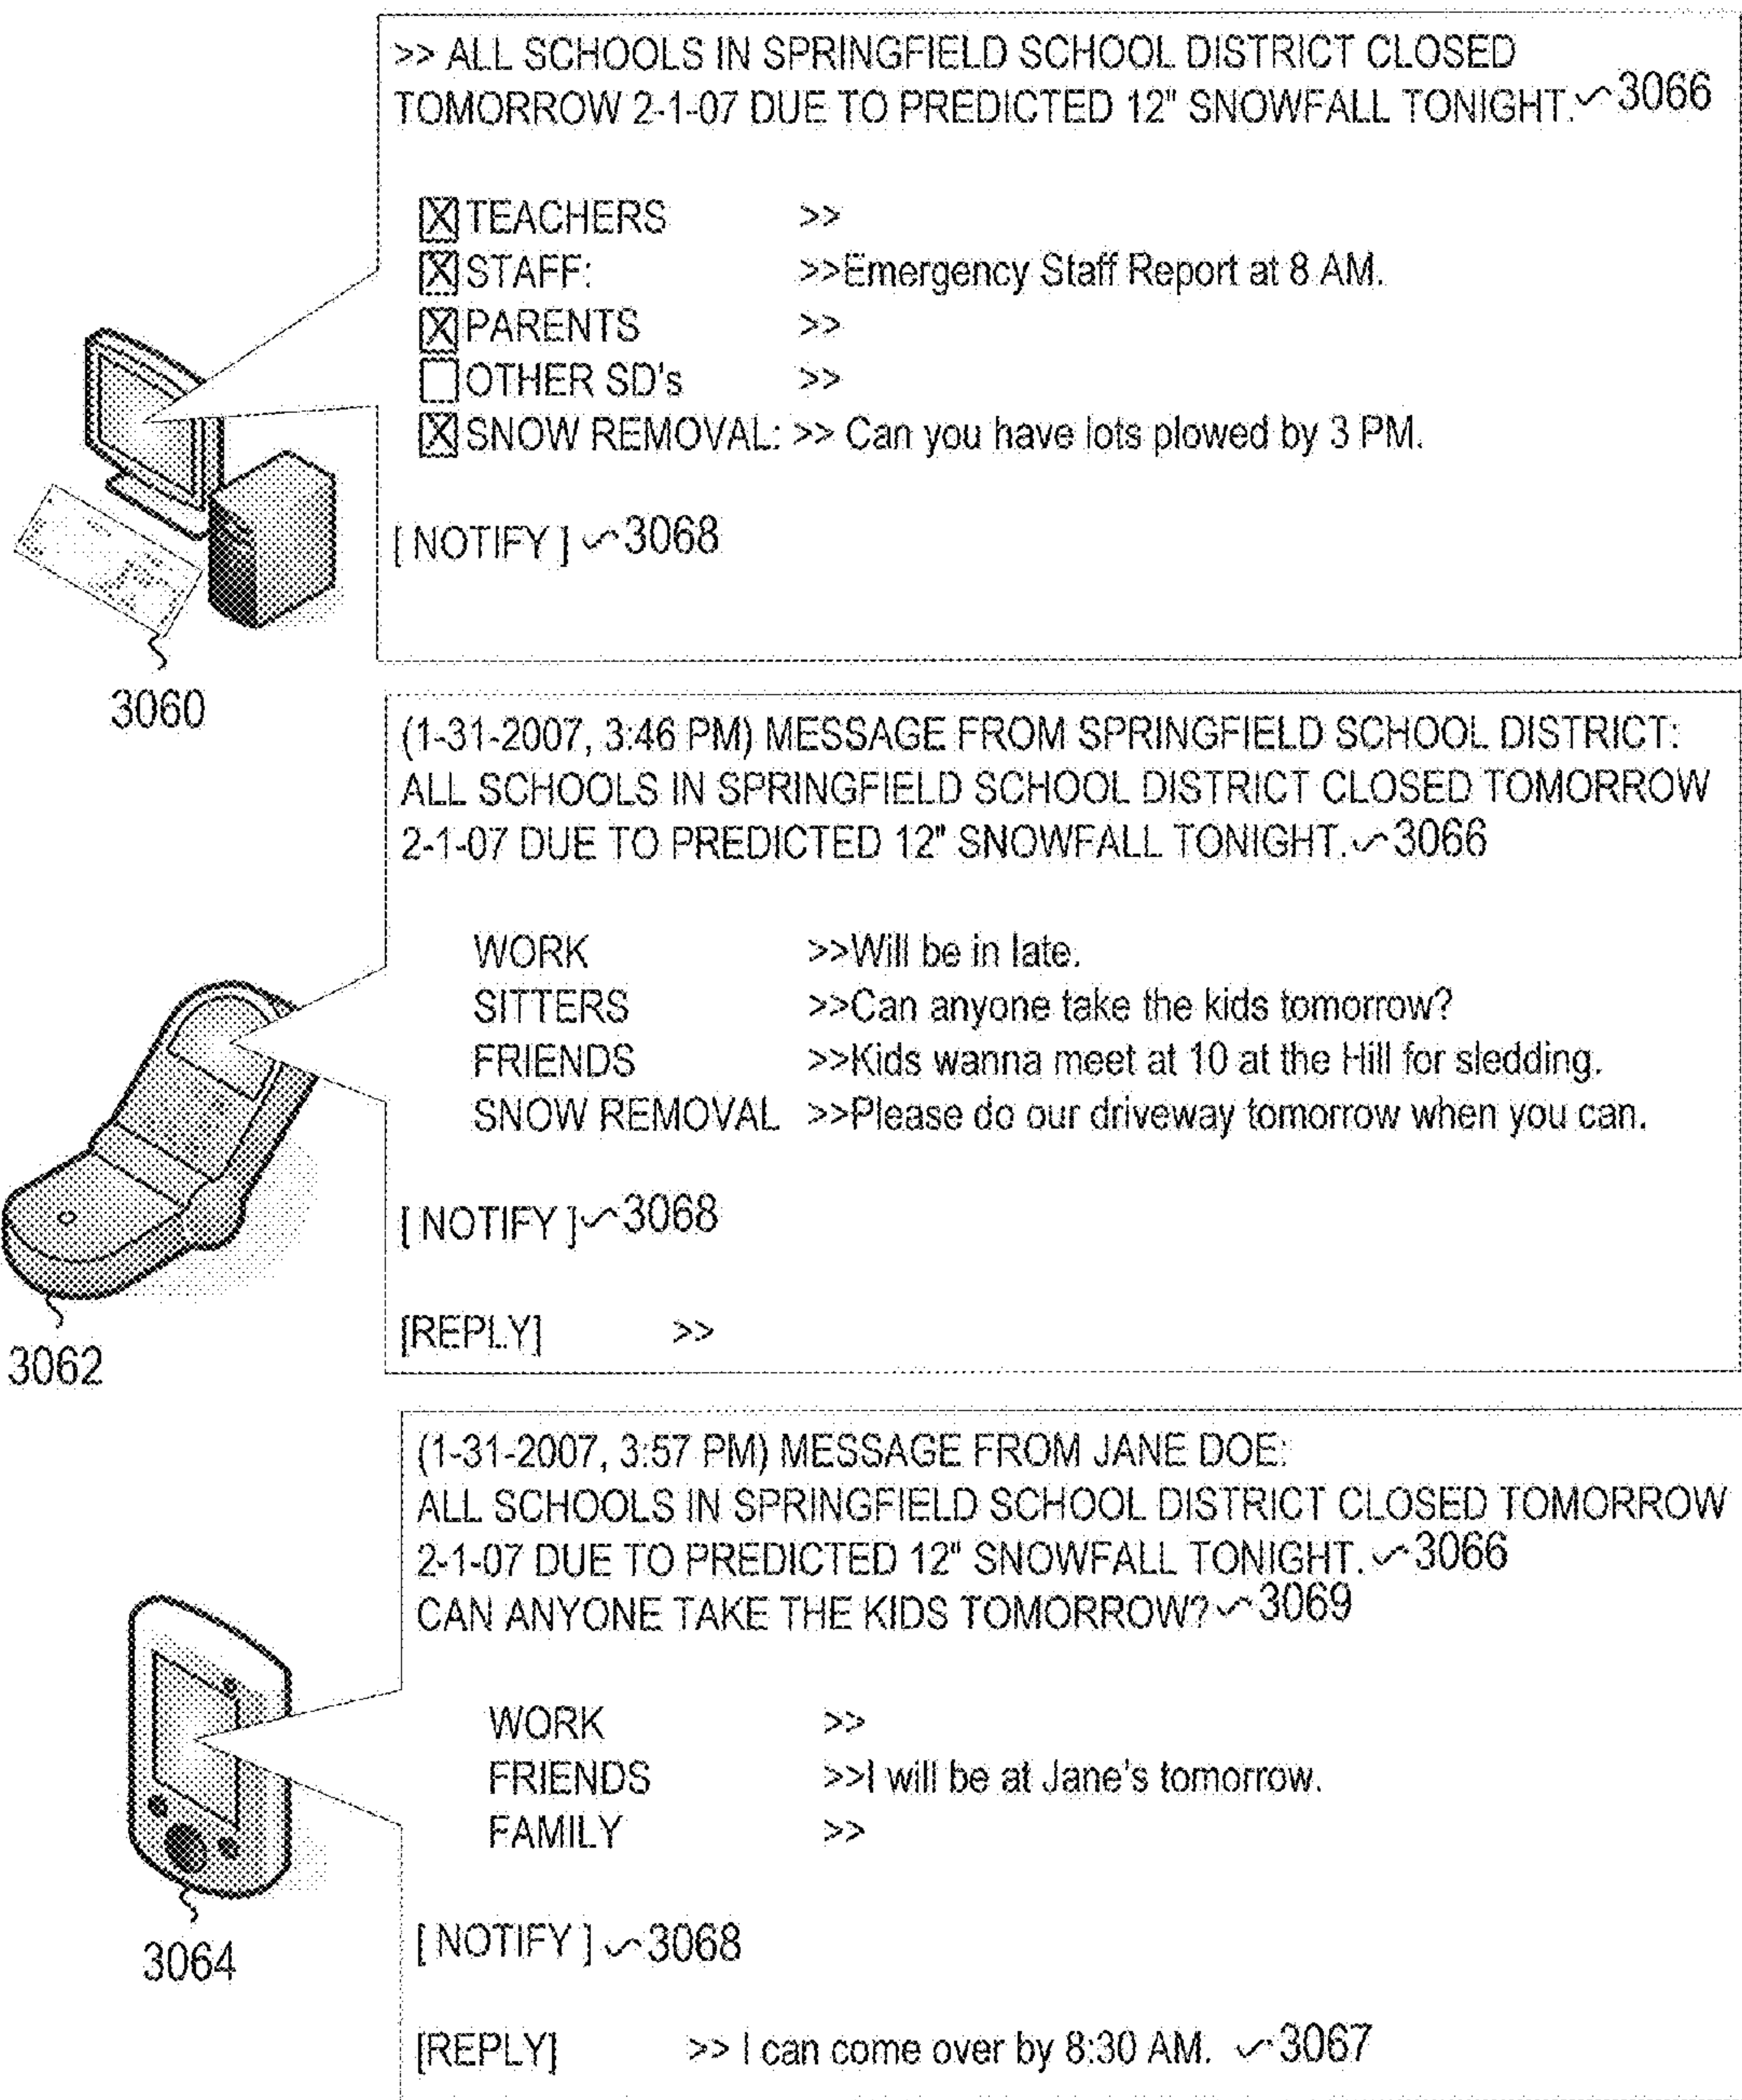 >> ALL SCHOOLS IN SPRINGFIELD SCHOOL DISTRICT CLOSED
TOMORROW 2-1-07 DUE TO PREDICTED 12" SNOWFALL TONIGHT. 3066
[X] TEACHERS >>
[X] STAFF: >>Emergency Staff Report at 8 AM.
[X] PARENTS >>
[ ] OTHER SD's >>
[X] SNOW REMOVAL: >> Can you have lots plowed by 3 PM.
[ NOTIFY ] 3068
3060
(1-31-2007, 3:46 PM) MESSAGE FROM SPRINGFIELD SCHOOL DISTRICT:
ALL SCHOOLS IN SPRINGFIELD SCHOOL DISTRICT CLOSED TOMORROW
2-1-07 DUE TO PREDICTED 12" SNOWFALL TONIGHT. 3066
WORK >>Will be in late.
SITTERS >>Can anyone take the kids tomorrow?
FRIENDS >>Kids wanna meet at 10 at the Hill for sledding.
SNOW REMOVAL >>Please do our driveway tomorrow when you can.
[ NOTIFY ] 3068
[REPLY] >>
3062
(1-31-2007, 3:57 PM) MESSAGE FROM JANE DOE:
ALL SCHOOLS IN SPRINGFIELD SCHOOL DISTRICT CLOSED TOMORROW
2-1-07 DUE TO PREDICTED 12" SNOWFALL TONIGHT. 3066
CAN ANYONE TAKE THE KIDS TOMORROW? 3069
WORK >>
FRIENDS >>I will be at Jane's tomorrow.
FAMILY >>
[ NOTIFY ] 3068
3064
[REPLY] >> I can come over by 8:30 AM. 3067